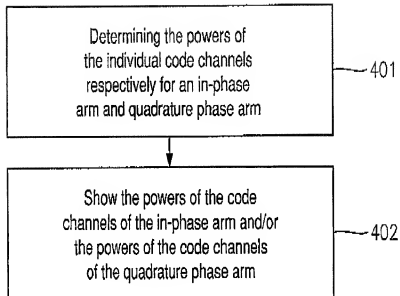 Determining the powers of
the individual code channels
respectively for an in-phase
arm and quadrature phase arm
401
Show the powers of the code
channels of the in-phase arm and/or
the powers of the code channels
of the quadrature phase arm
402